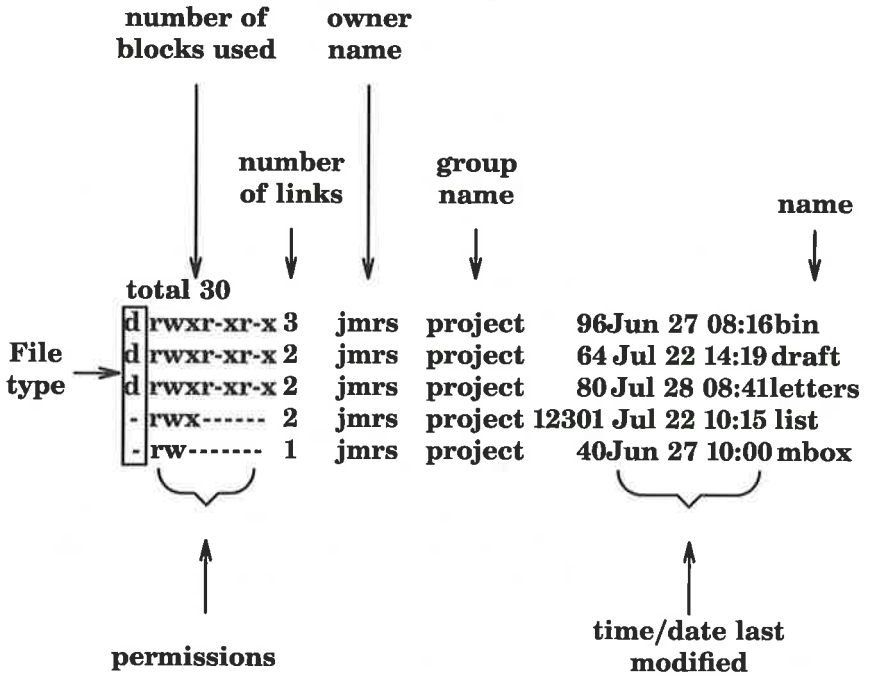 number of
blocks used
owner
name
number
of links
group
name
name
total 30
d rwxr-xr-x 3 jmrs project 96Jun 27 08:16bin
d rwxr-xr-x 2 jmrs project 64 Jul 22 14:19 draft
d rwxr-xr-x 2 jmrs project 80Jul 28 08:41letters
- rwx------ 2 jmrs project 12301 Jul 22 10:15 list
- rw------- 1 jmrs project 40Jun 27 10:00 mbox
File
type
permissions
time/date last
modified